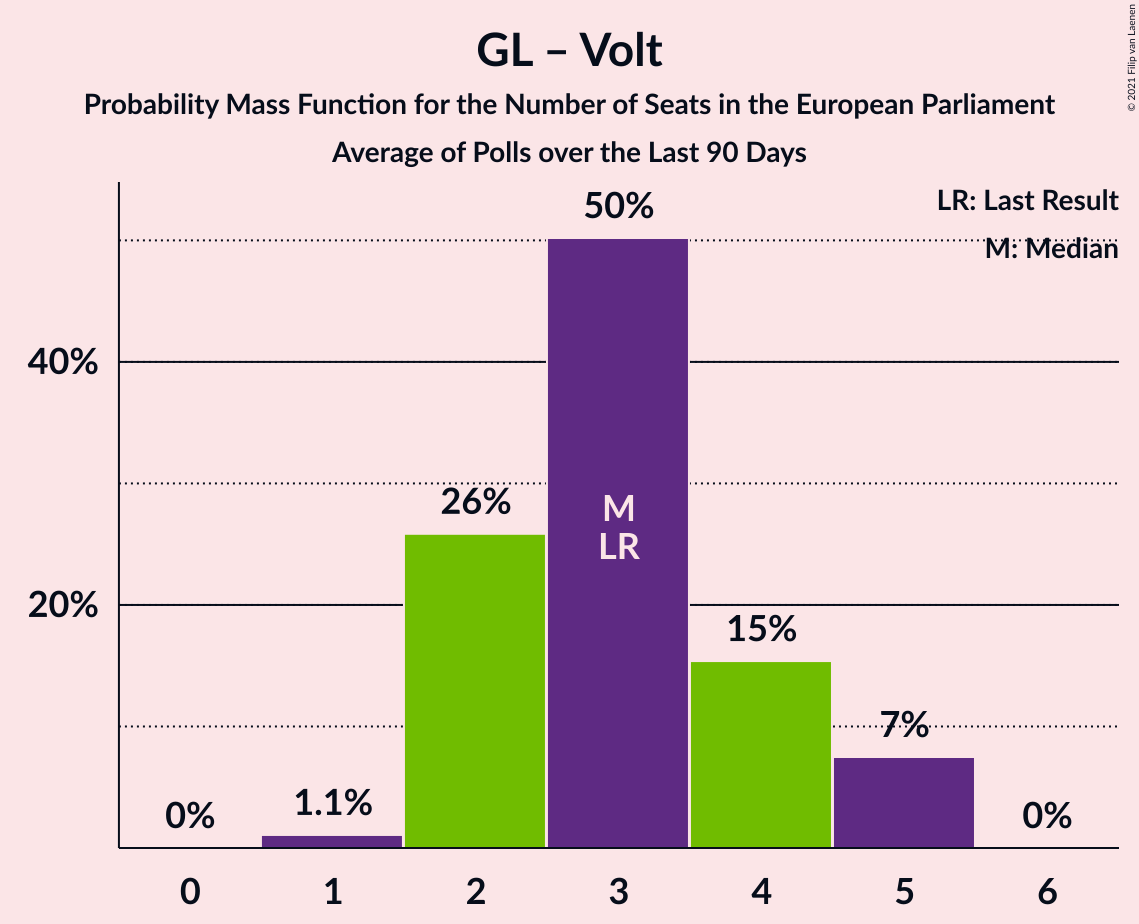 GL – Volt
Probability Mass Function for the Number of Seats in the European Parliament
Average of Polls over the Last 90 Days
© 2021 Filip van Laenen
LR: Last Result
M: Median
50%
40%
26%
M
LR
20%
15%
7%
1.1%
0%
0%
0 1 2 3 4 5 6